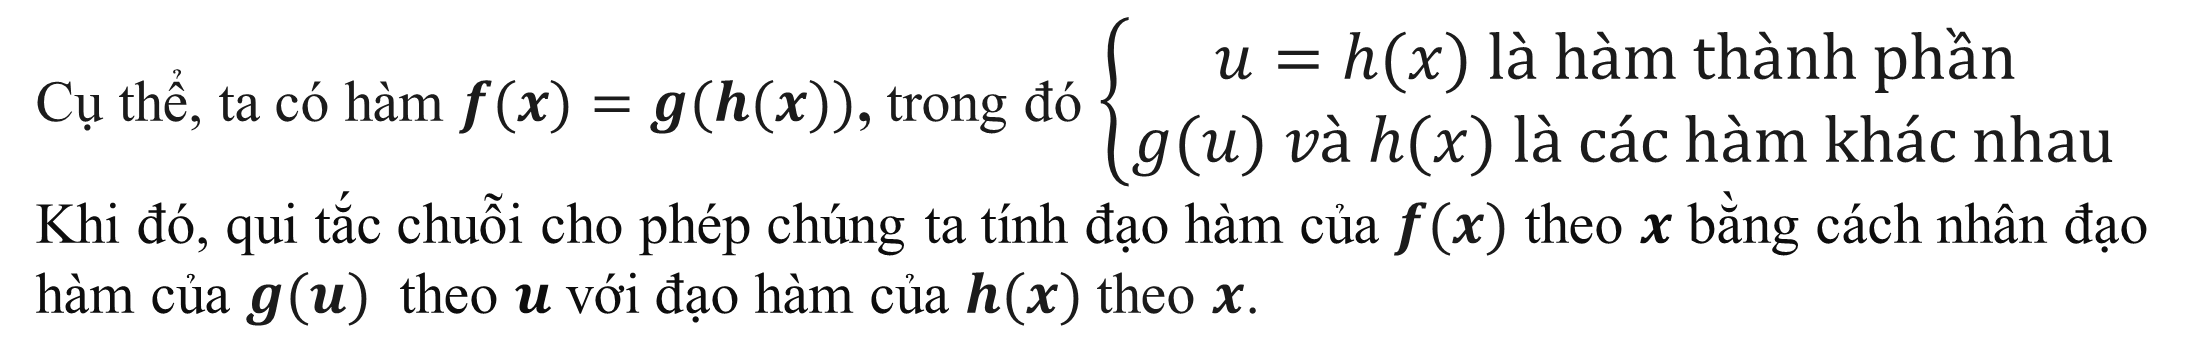 Cụ thể, ta có hàm f(x) = g(h(x)), trong đó { u = h(x) là hàm thành phần
g(u) và h(x) là các hàm khác nhau
Khi đó, qui tắc chuỗi cho phép chúng ta tính đạo hàm của f(x) theo x bằng cách nhân đạo
hàm của g(u) theo u với đạo hàm của h(x) theo x.